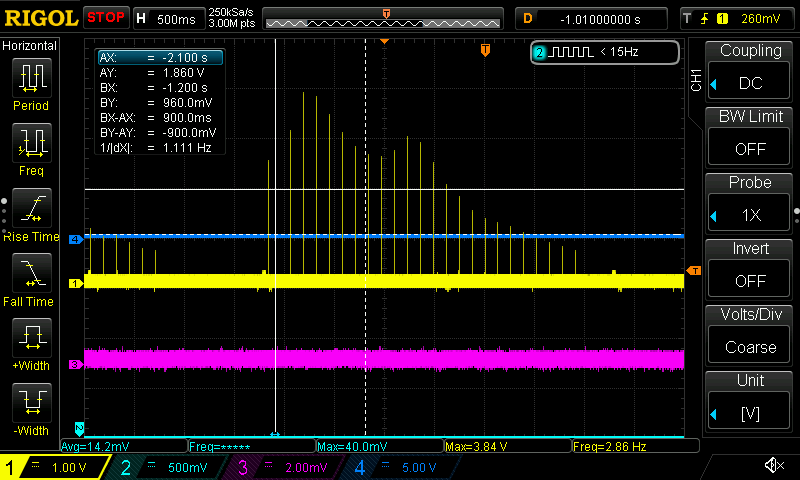 RIGOL STOP H 500ms 250kSa/s 3.00M pts T D -1.01000000 s T 1 260mV
Horizontal
Period
Freq
Rise Time
Fall Time
+Width
-Width
AX: = -2.100 s
AY: = 1.860 V
BX: = -1.200 s
BY: = 960.0mV
BX-AX: = 900.0ms
BY-AY: = -900.0mV
1/|dX|: = 1.111 Hz
T
2 < 15Hz
4
1
3
2
T
CH1
Coupling
DC
BW Limit
OFF
Probe
1X
Invert
OFF
Volts/Div
Coarse
Unit
[V]
Avg=14.2mV Freq=***** Max=40.0mV Max=3.84 V Freq=2.86 Hz
1 = 1.00 V 2 = 500mV 3 = 2.00mV 4 = 5.00 V